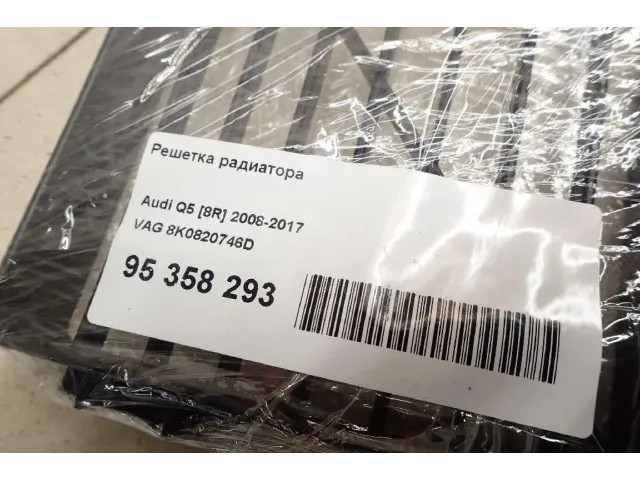 Решетка радиатора
Audi Q5 [8R] 2008-2017
VAG 8K0820746D
95 358 293